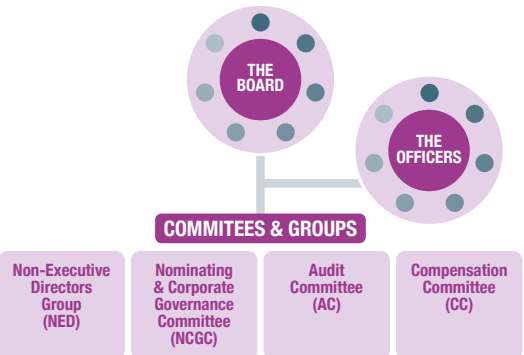 THE
BOARD
THE
OFFICERS
COMMITEES & GROUPS
Non-Executive
Directors
Group
(NED)
Nominating
& Corporate
Governance
Committee
(NCGC)
Audit
Committee
(AC)
Compensation
Committee
(CC)